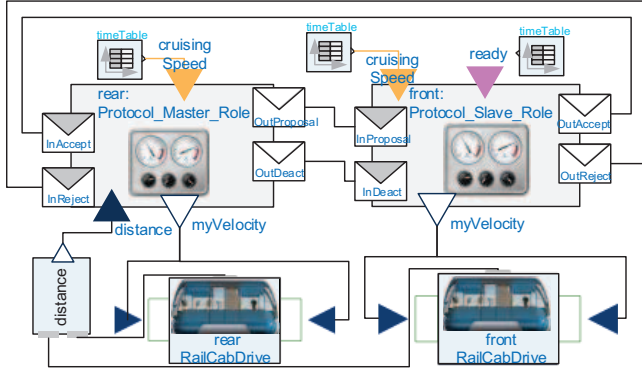 timeTable
cruising
Speed
timeTable
cruising
Speed
ready
timeTable
rear:
Protocol_Master_Role
front:
Protocol_Slave_Role
OutProposal
InProposal
OutAccept
InAccept
OutDeact
InDeact
OutReject
InReject
distance
myVelocity
myVelocity
distance
rear
RailCabDrive
front
RailCabDrive